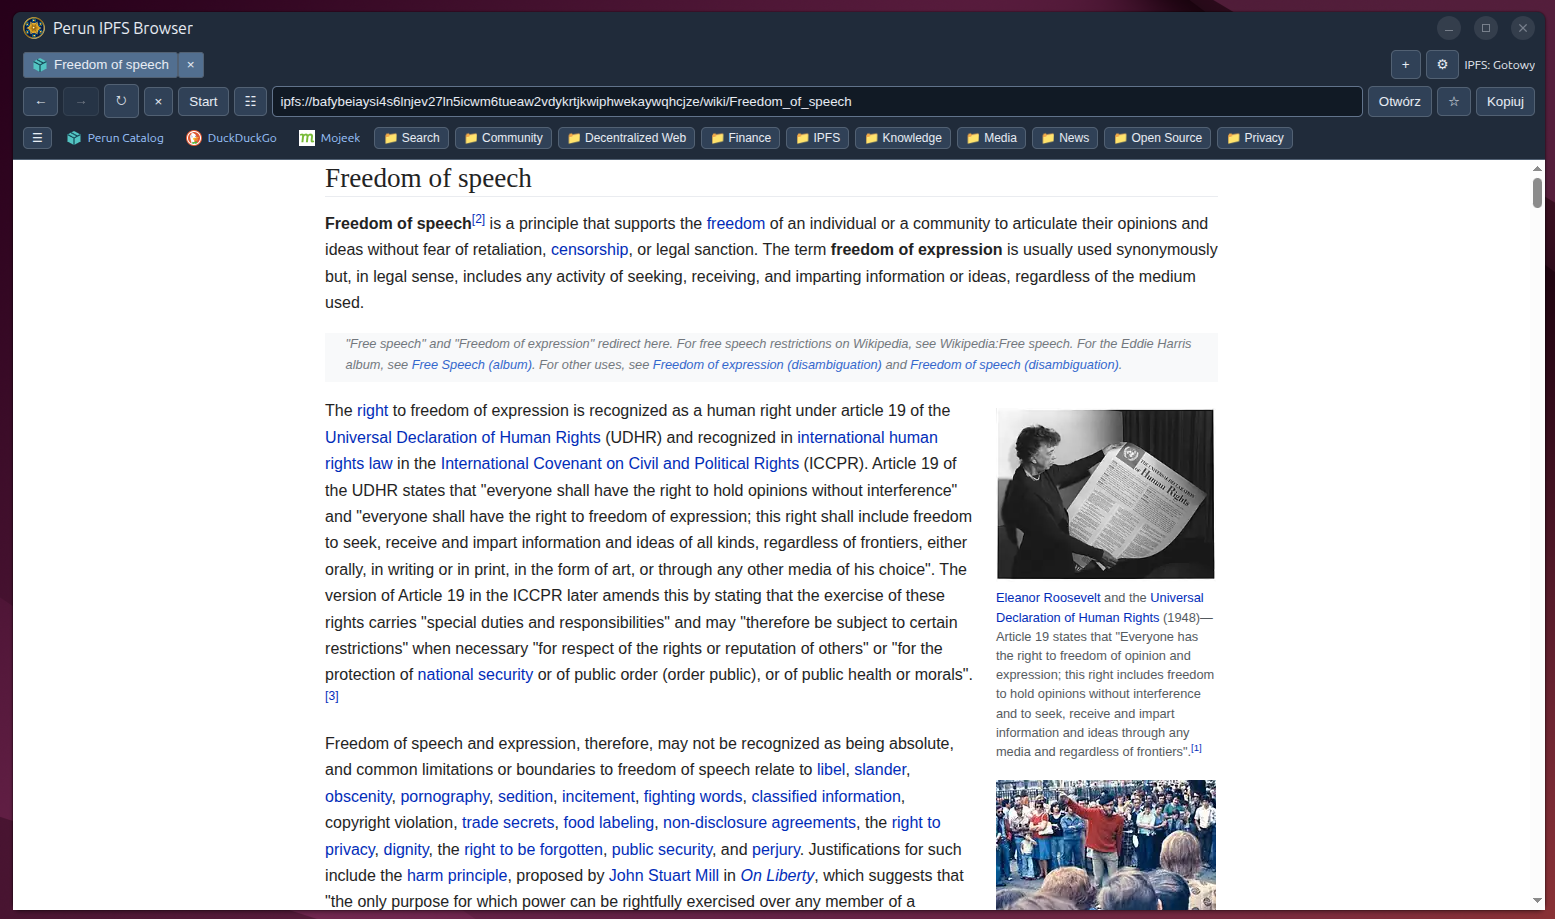 Perun IPFS Browser
Freedom of speech ×
+ IPFS: Gotowy
Start ipfs://bafybeiaysi4s6lnjev27ln5icwm6tueaw2vdykrtjkwiphwekaywqhcjze/wiki/Freedom_of_speech Otwórz Kopiuj
Perun Catalog DuckDuckGo Mojeek Search Community Decentralized Web Finance IPFS Knowledge Media News Open Source Privacy
Freedom of speech
Freedom of speech[2] is a principle that supports the freedom of an individual or a community to articulate their opinions and
ideas without fear of retaliation, censorship, or legal sanction. The term freedom of expression is usually used synonymously
but, in legal sense, includes any activity of seeking, receiving, and imparting information or ideas, regardless of the medium
used.
"Free speech" and "Freedom of expression" redirect here. For free speech restrictions on Wikipedia, see Wikipedia:Free speech. For the Eddie Harris
album, see Free Speech (album). For other uses, see Freedom of expression (disambiguation) and Freedom of speech (disambiguation).
The right to freedom of expression is recognized as a human right under article 19 of the
Universal Declaration of Human Rights (UDHR) and recognized in international human
rights law in the International Covenant on Civil and Political Rights (ICCPR). Article 19 of
the UDHR states that "everyone shall have the right to hold opinions without interference"
and "everyone shall have the right to freedom of expression; this right shall include freedom
to seek, receive and impart information and ideas of all kinds, regardless of frontiers, either
orally, in writing or in print, in the form of art, or through any other media of his choice". The
version of Article 19 in the ICCPR later amends this by stating that the exercise of these
rights carries "special duties and responsibilities" and may "therefore be subject to certain
restrictions" when necessary "for respect of the rights or reputation of others" or "for the
protection of national security or of public order (order public), or of public health or morals".
[3]
Freedom of speech and expression, therefore, may not be recognized as being absolute,
and common limitations or boundaries to freedom of speech relate to libel, slander,
obscenity, pornography, sedition, incitement, fighting words, classified information,
copyright violation, trade secrets, food labeling, non-disclosure agreements, the right to
privacy, dignity, the right to be forgotten, public security, and perjury. Justifications for such
include the harm principle, proposed by John Stuart Mill in On Liberty, which suggests that
"the only purpose for which power can be rightfully exercised over any member of a
Human Rights
Eleanor Roosevelt and the Universal
Declaration of Human Rights (1948)—
Article 19 states that "Everyone has
the right to freedom of opinion and
expression; this right includes freedom
to hold opinions without interference
and to seek, receive and impart
information and ideas through any
media and regardless of frontiers".[1]